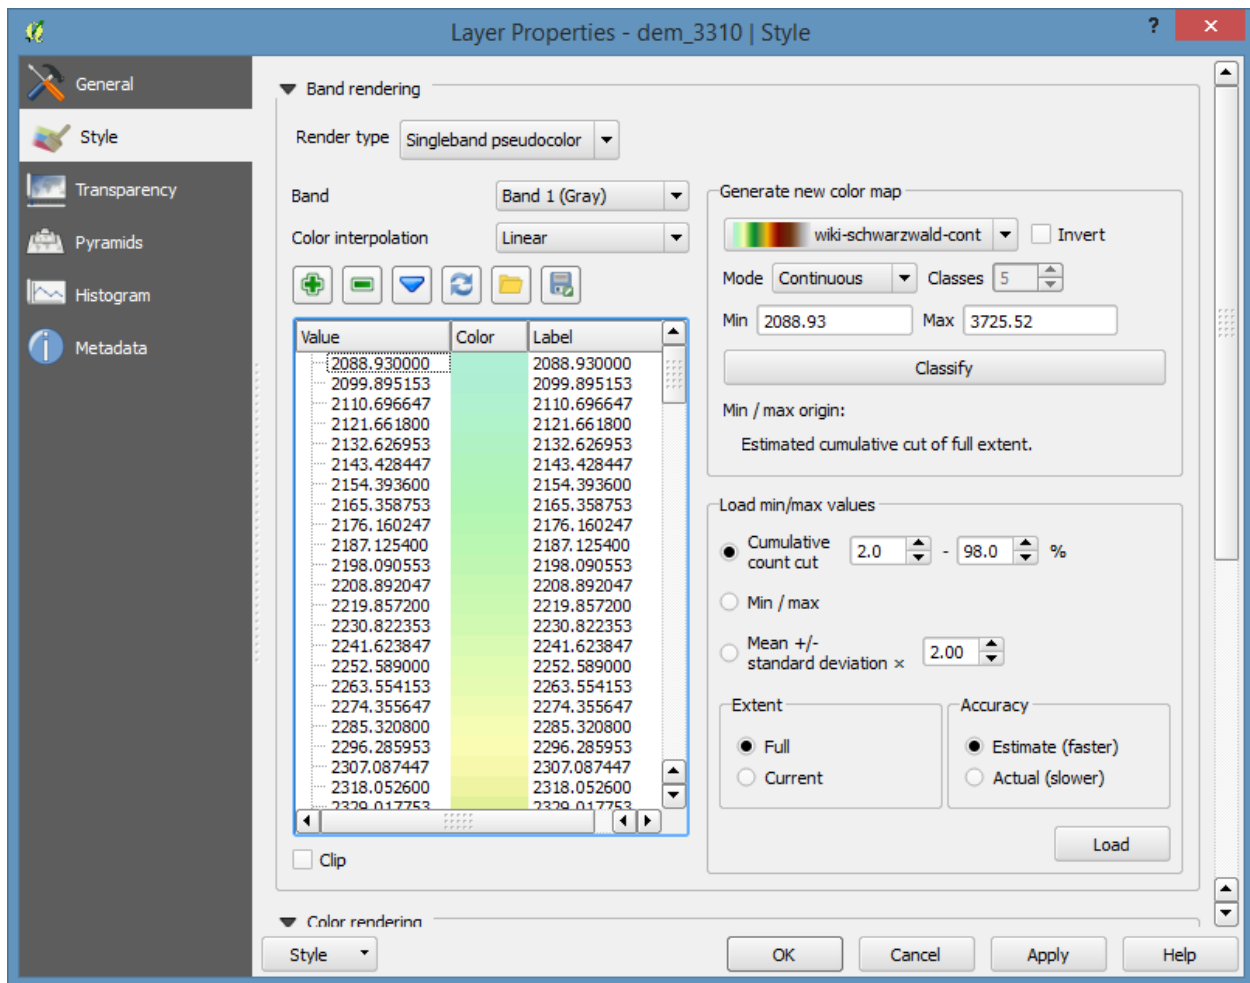 Layer Properties - dem_3310 | Style
?
General
Style
Transparency
Pyramids
Histogram
Metadata
Band rendering
Render type Singleband pseudocolor
Band Band 1 (Gray)
Color interpolation Linear
Value Color Label
2088.930000 2088.930000
2099.895153 2099.895153
2110.696647 2110.696647
2121.661800 2121.661800
2132.626953 2132.626953
2143.428447 2143.428447
2154.393600 2154.393600
2165.358753 2165.358753
2176.160247 2176.160247
2187.125400 2187.125400
2198.090553 2198.090553
2208.892047 2208.892047
2219.857200 2219.857200
2230.822353 2230.822353
2241.623847 2241.623847
2252.589000 2252.589000
2263.554153 2263.554153
2274.355647 2274.355647
2285.320800 2285.320800
2296.285953 2296.285953
2307.087447 2307.087447
2318.052600 2318.052600
2329.017753 2329.017753
Clip
Generate new color map
wiki-schwarzwald-cont Invert
Mode Continuous Classes 5
Min 2088.93 Max 3725.52
Classify
Min / max origin:
Estimated cumulative cut of full extent.
Load min/max values
Cumulative
count cut 2.0 - 98.0 %
Min / max
Mean +/-
standard deviation × 2.00
Extent
Full
Current
Accuracy
Estimate (faster)
Actual (slower)
Load
Color rendering
Style OK Cancel Apply Help